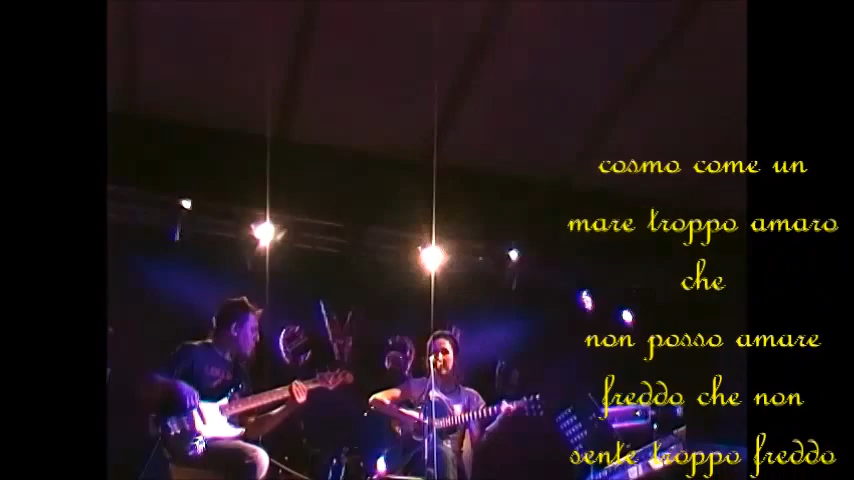 cosmo come un
mare troppo amaro
che
non posso amare
freddo che non
sente troppo freddo